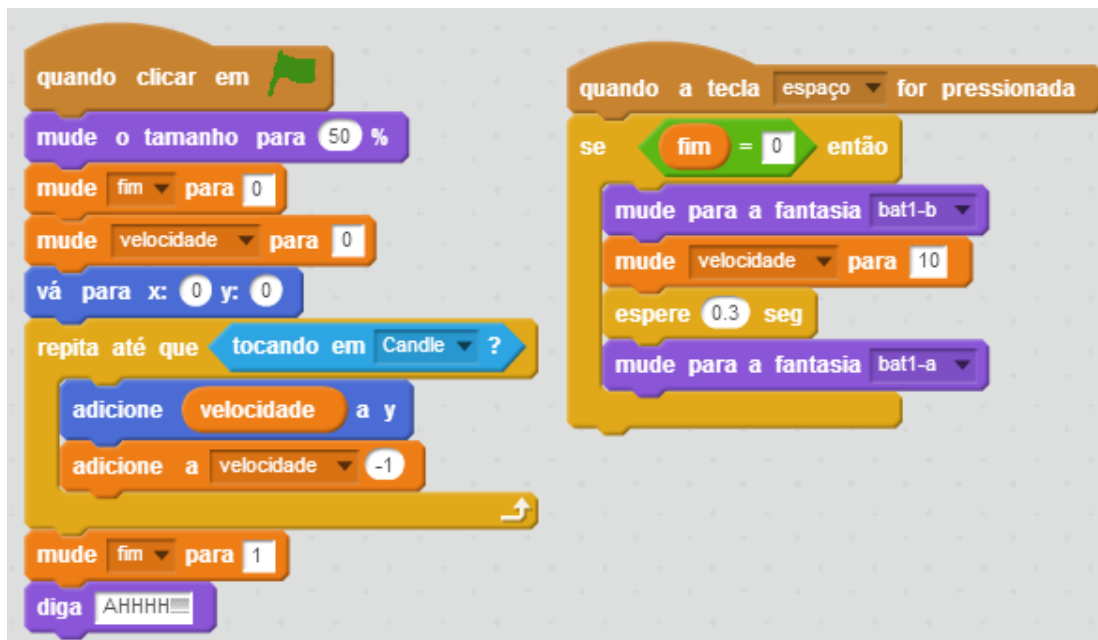 quando clicar em
mude o tamanho para 50 %
mude fim para 0
mude velocidade para 0
vá para x: 0 y: 0
repita até que tocando em Candle ?
adicione velocidade a y
adicione a velocidade -1
mude fim para 1
diga AHHHH
quando a tecla espaço for pressionada
se fim = 0 então
mude para a fantasia bat1-b
mude velocidade para 10
espere 0.3 seg
mude para a fantasia bat1-a